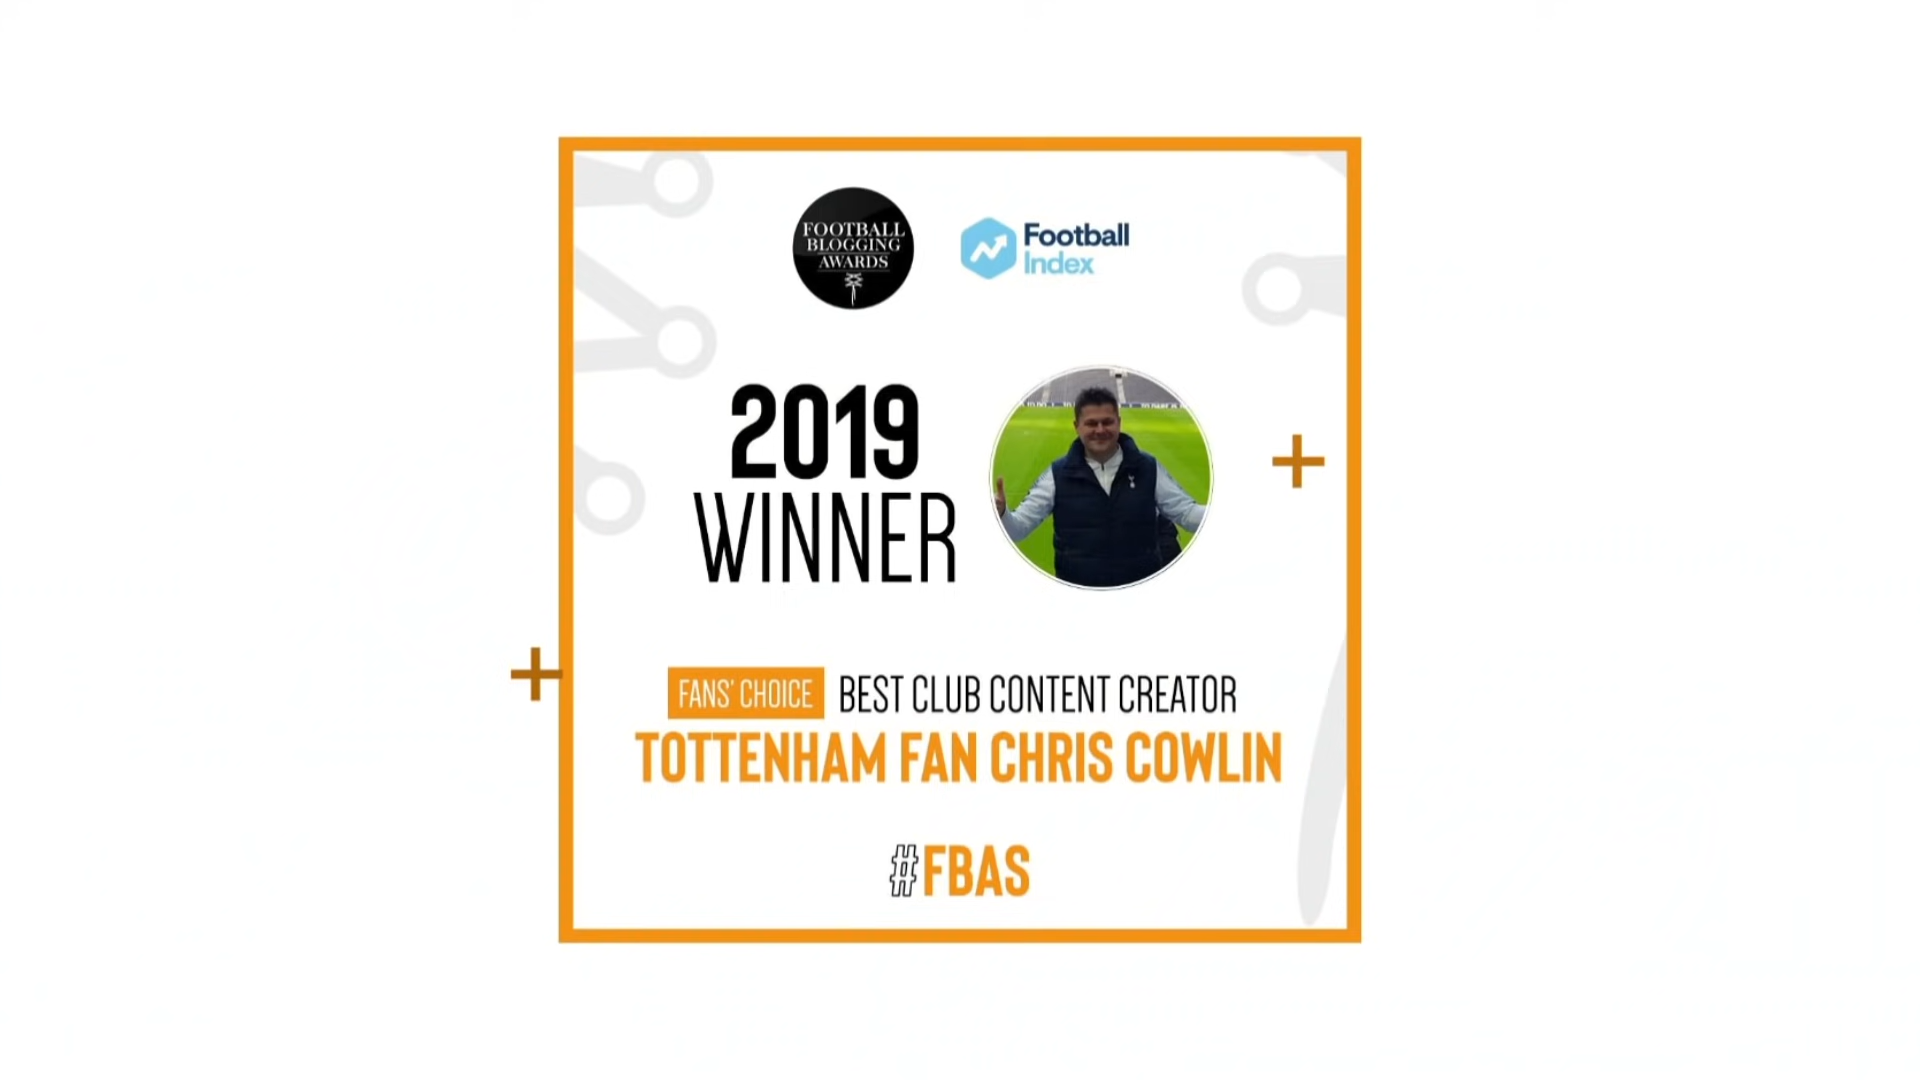 FOOTBALL
BLOGGING
AWARDS
Football
Index
2019
WINNER
FANS' CHOICE BEST CLUB CONTENT CREATOR
TOTTENHAM FAN CHRIS COWLIN
#FBAS